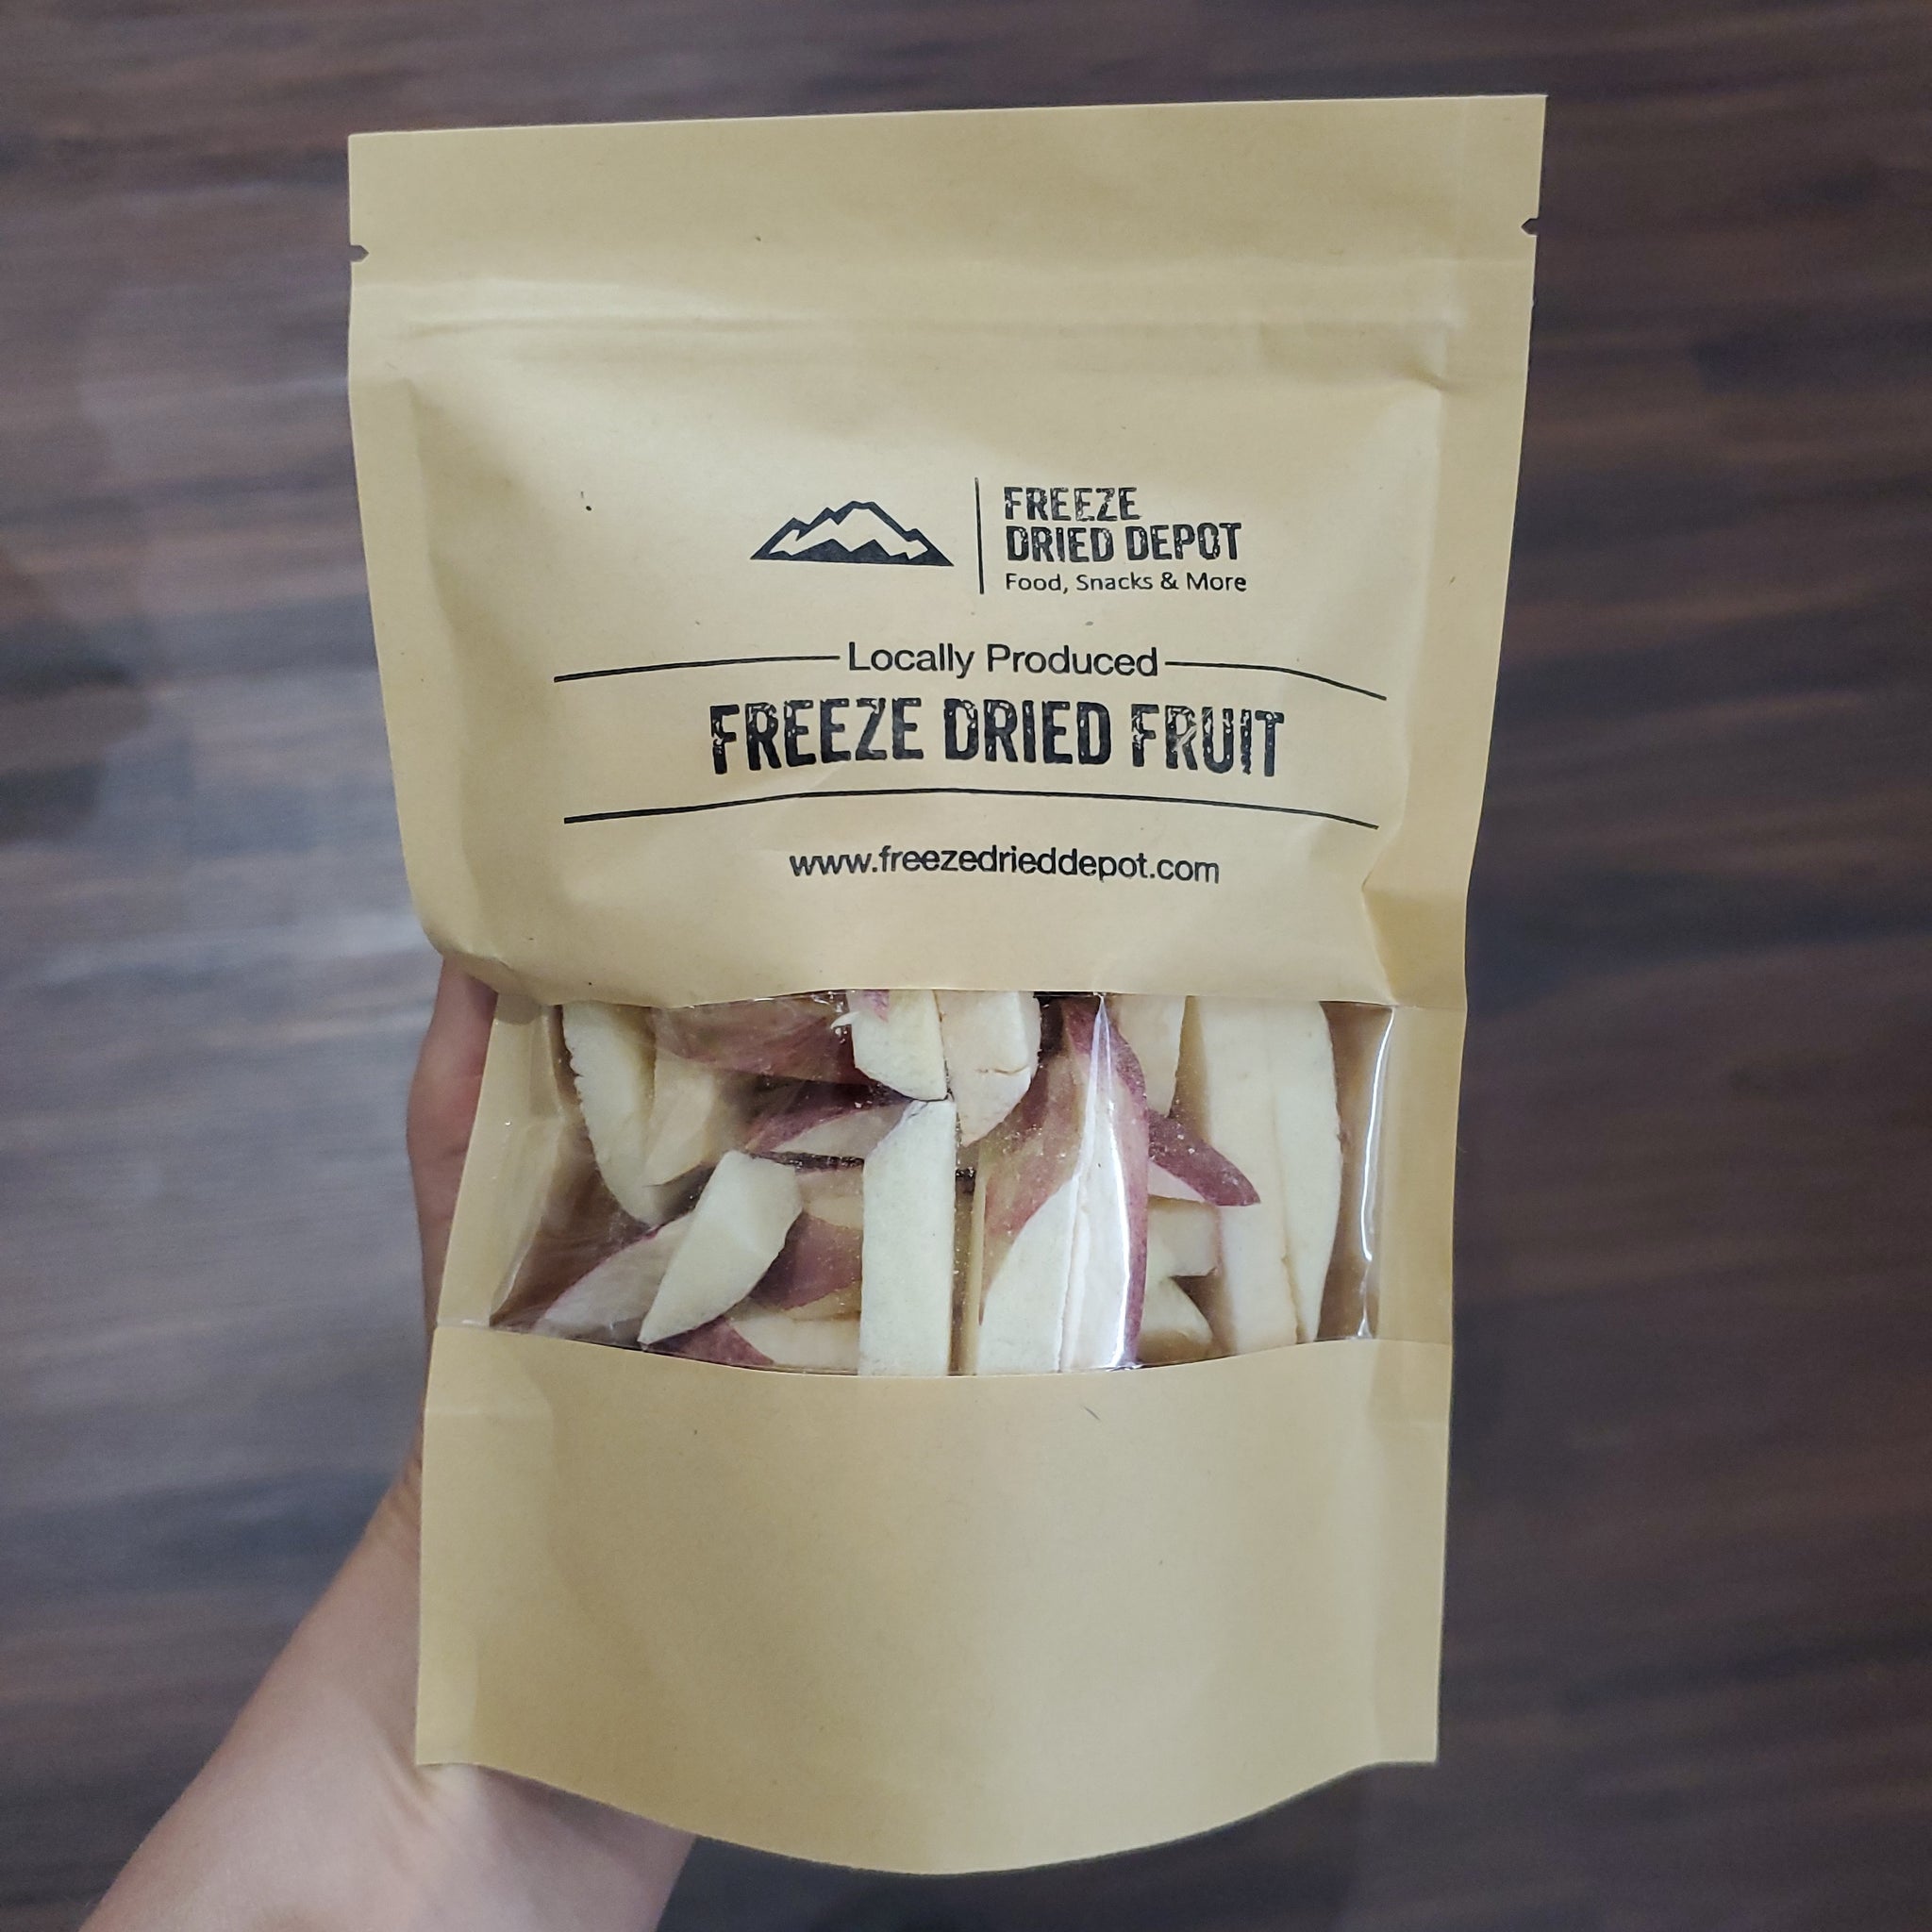 FREEZE
DRIED DEPOT
Food, Snacks & More
Locally Produced
FREEZE DRIED FRUIT
www.freezedrieddepot.com